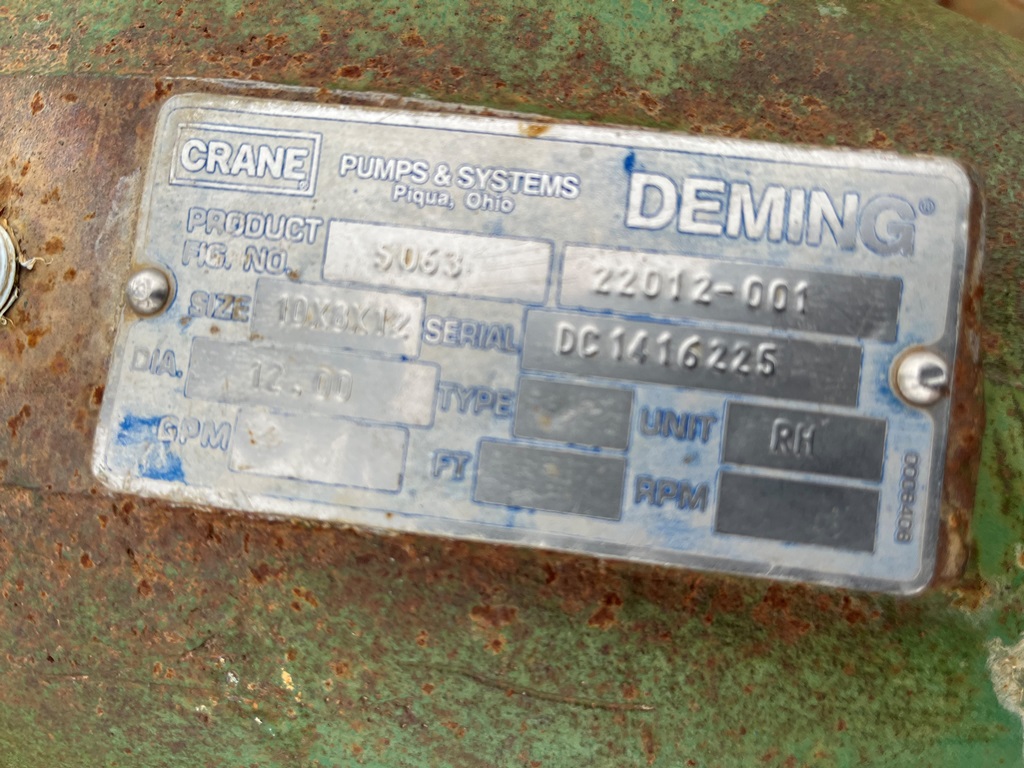 CRANE®
PUMPS & SYSTEMS
Piqua, Ohio
DEMING®
PRODUCT FIG. NO. 5063 22012-001
SIZE 10X8X12 SERIAL DC1416225
DIA. 12.00 TYPE UNIT RH
GPM FT RPM